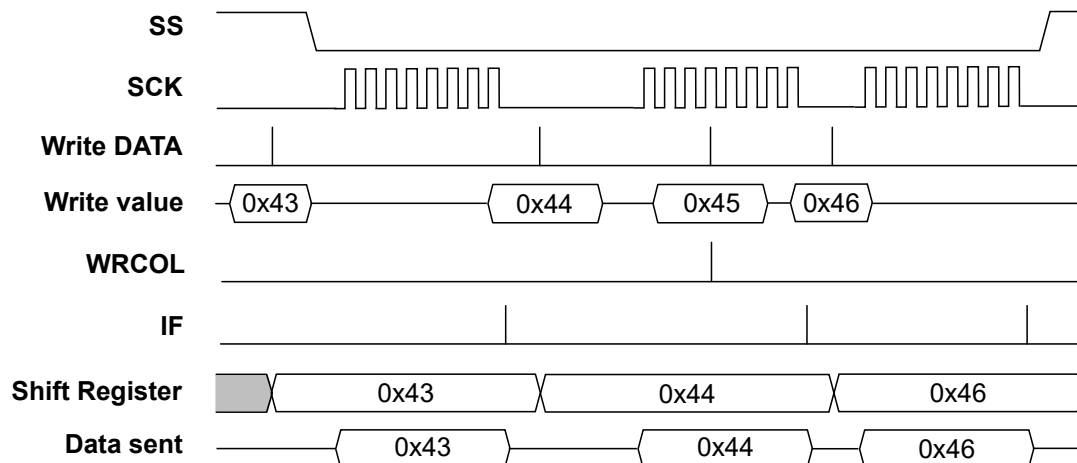 SS
SCK
Write DATA
Write value 0x43 0x44 0x45 0x46
WRCOL
IF
Shift Register 0x43 0x44 0x46
Data sent 0x43 0x44 0x46